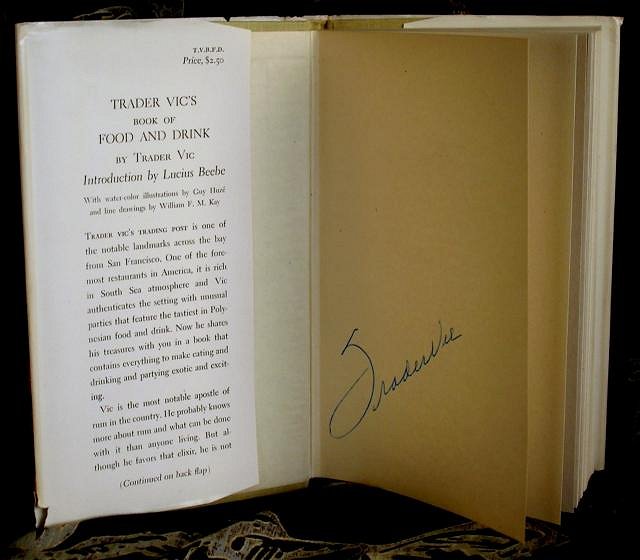 T.V.B.F.D.
Price, $2.50
TRADER VIC'S
BOOK OF
FOOD AND DRINK
BY TRADER VIC
Introduction by Lucius Beebe
With water-color illustrations by Guy Huzé
and line drawings by William F. M. Kay
TRADER VIC'S TRADING POST is one of
the notable landmarks across the bay
from San Francisco. One of the fore-
most restaurants in America, it is rich
in South Sea atmosphere and Vic
authenticates the setting with unusual
parties that feature the tastiest in Poly-
nesian food and drink. Now he shares
his treasures with you in a book that
contains everything to make eating and
drinking and partying exotic and excit-
ing.
Vic is the most notable apostle of
rum in the country. He probably knows
more about rum and what can be done
with it than anyone living. But al-
though he favors that elixir, he is not
(Continued on back flap)
Trader Vic